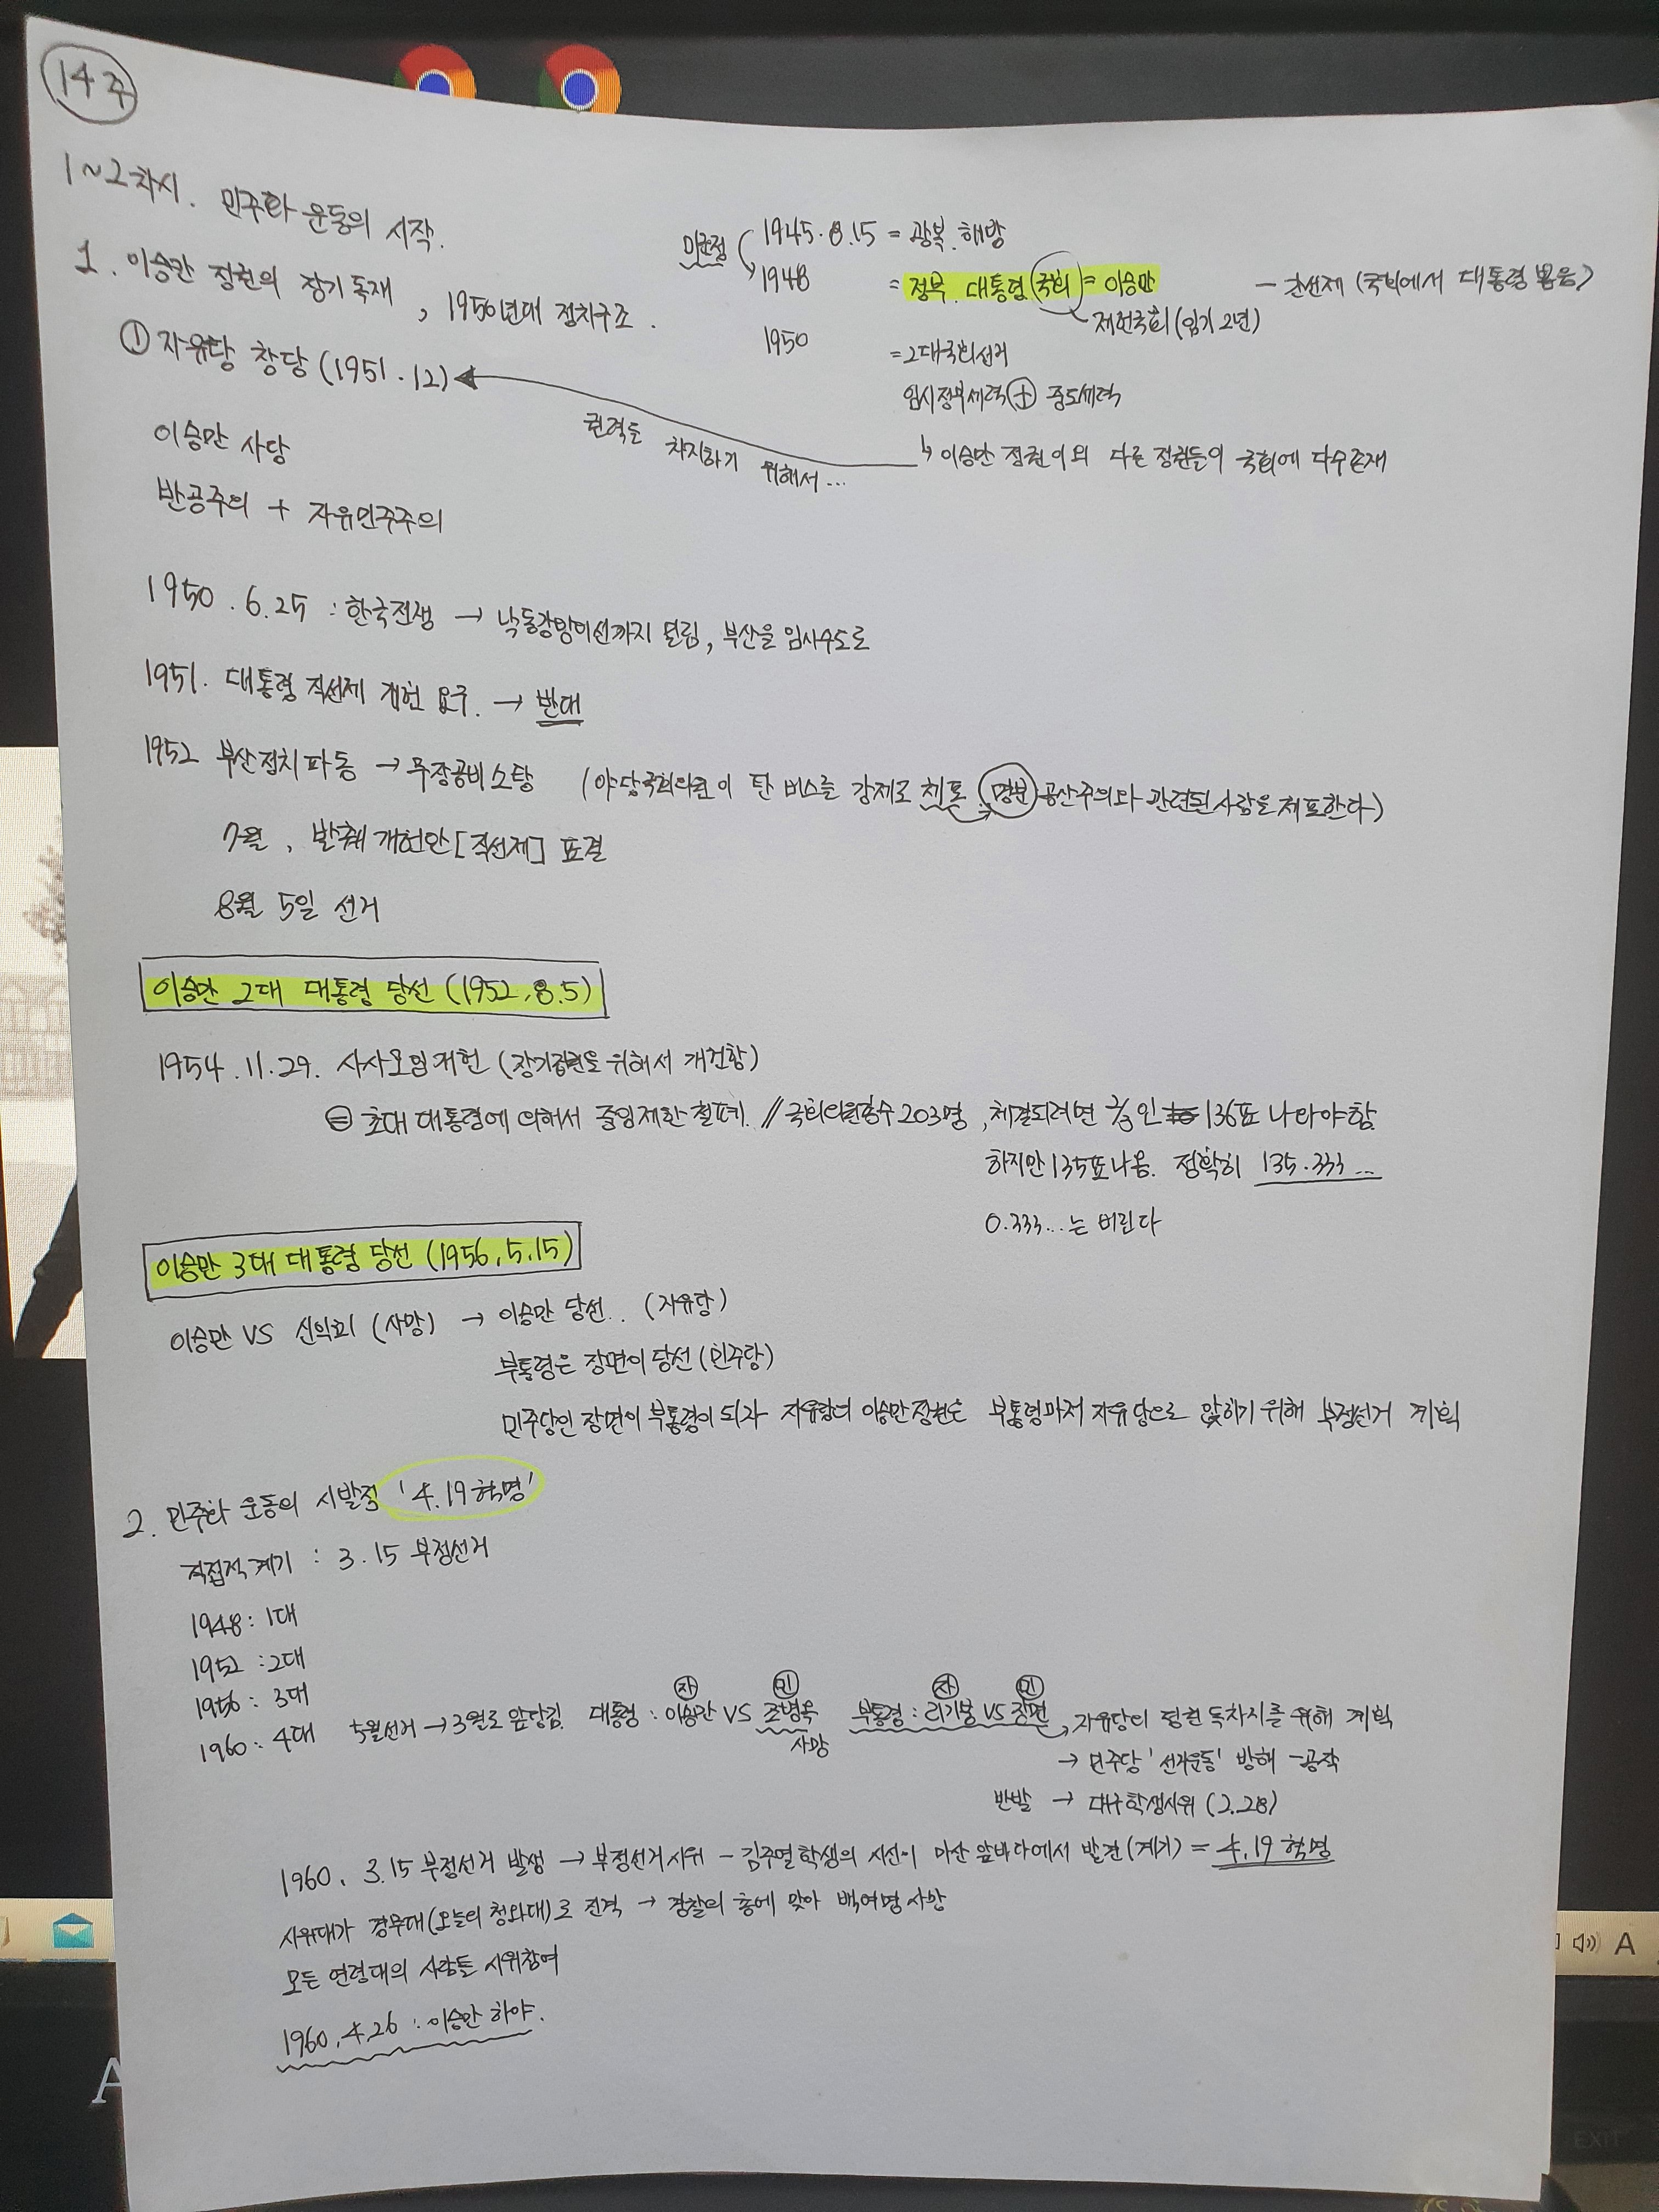 14주
1~2차시. 민주화 운동의 시작.
1. 이승만 정권의 장기독재, 1950년대 정치구조.
① 자유당 창당 (1951.12)
이승만 사당
반공주의 + 자유민주주의
미군정
1945.8.15 = 광복.해방
1948 = 정부.대통령(국회)= 이승만 - 간선제 (국회에서 대통령 뽑음)
제헌국회(임기 2년)
1950 = 2대국회선거
임시정부세력 + 중도세력
↳ 이승만 정권 이외 다른 정권들이 국회에 다수존재
권력을 차지하기 위해서...
1950.6.25 : 한국전쟁 → 낙동강방어선까지 밀림, 부산을 임시수도로
1951. 대통령 직선제 개헌 요구. → 반대
1952 부산정치파동 → 무장공비소탕 (야당국회의원이 탄 버스를 강제로 체포 명분 공산주의와 관련된 사람을 체포한다)
7월, 발췌개헌안[직선제] 표결
8월 5일 선거
이승만 2대 대통령 당선 (1952.8.5)
1954.11.29. 사사오입개헌 (장기집권을 위해서 개헌함)
= 초대 대통령에 의해서 중임제한 철폐. // 국회의원총수 203명, 체결되려면 2/3인 136표 나와야함.
하지만 135표 나옴. 정확히 135.333...
0.333...는 버린다
이승만 3대 대통령 당선 (1956.5.15)
이승만 VS 신익희 (사망) → 이승만 당선.. (자유당)
부통령은 장면이 당선 (민주당)
민주당인 장면이 부통령이 되자 자유당의 이승만정권은 부통령마저 자유당으로 앉히기 위해 부정선거 계획
2. 민주화 운동의 시발점 '4.19혁명'
직접적계기 : 3.15 부정선거
1948 : 1대
1952 : 2대
1956 : 3대
자 민 자 민
1960 : 4대 5월선거 → 3월로 앞당김. 대통령 : 이승만 VS 조병옥 부통령 : 리기붕 VS 장면, 자유당의 정권 독차지를 위해 계획
사망
→ 민주당 '선거운동' 방해 -공작
반발 → 대구학생시위 (2.28)
1960. 3.15 부정선거 발생 → 부정선거시위 - 김주열학생의 시신이 마산 앞바다에서 발견(계기) = 4.19 혁명
시위대가 경무대(오늘의 청와대)로 진격 → 경찰의 총에 맞아 백여명 사망
모든 연령대의 사람들 시위참여
1960.4.26 : 이승만 하야.
A
EXIT